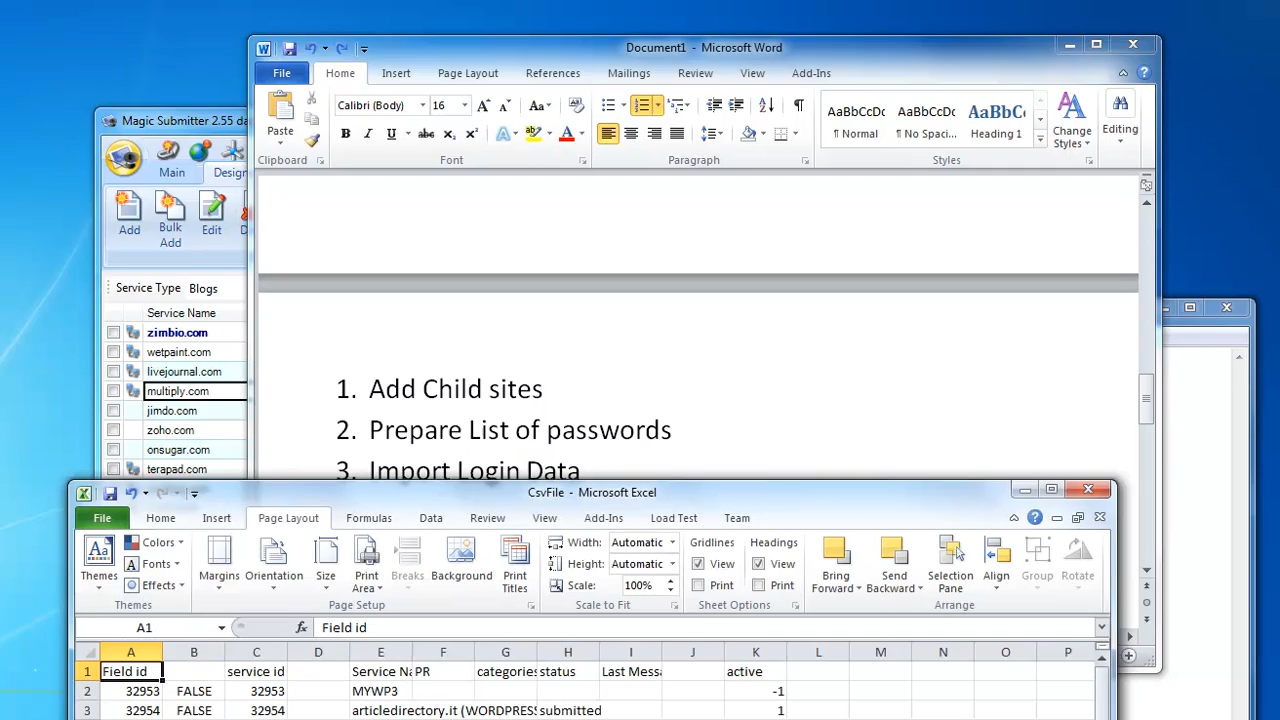 Document1 - Microsoft Word
File Home Insert Page Layout References Mailings Review View Add-Ins
Calibri (Body) 16 Aa
Paste
B I U abc x₂ x² A A
AaBbCcDc AaBbCcDc AaBbC
¶ Normal ¶ No Spaci... Heading 1
Change Styles
Editing
Clipboard Font Paragraph Styles
Magic Submitter 2.55 da
Main Design
Add Bulk Add Edit
Service Type Blogs
Service Name
zimbio.com
wetpaint.com
livejournal.com
multiply.com
jimdo.com
zoho.com
onsugar.com
terapad.com
1. Add Child sites
2. Prepare List of passwords
3. Import Login Data
CsvFile - Microsoft Excel
File Home Insert Page Layout Formulas Data Review View Add-Ins Load Test Team
Themes Colors Fonts Effects
Margins Orientation Size Print Area Breaks Background Print Titles
Width: Automatic
Height: Automatic
Scale: 100%
Gridlines Headings
View View
Print Print
Bring Forward Send Backward Selection Pane Align Group Rotate
Themes Page Setup Scale to Fit Sheet Options Arrange
A1 fx Field id
A B C D E F G H I J K L M N O P
1 Field id service id Service Na PR categories status Last Messa active
2 32953 FALSE 32953 MYWP3 -1
3 32954 FALSE 32954 articledirectory.it (WORDPRESS submitted 1